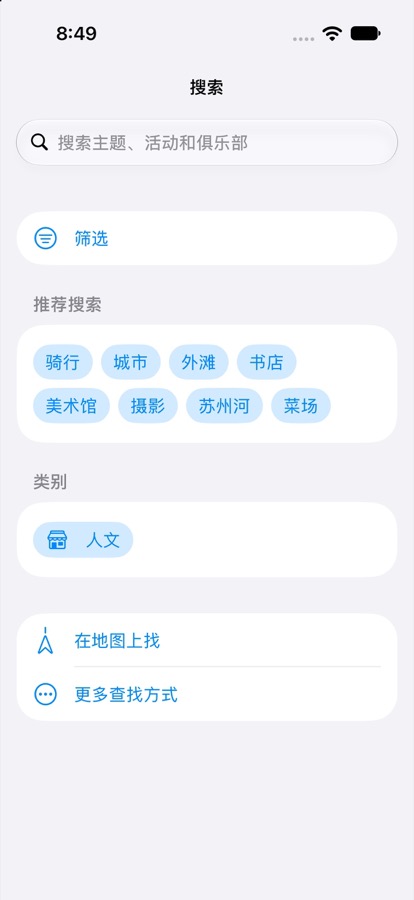 8:49
搜索
搜索主题、活动和俱乐部
筛选
推荐搜索
骑行 城市 外滩 书店
美术馆 摄影 苏州河 菜场
类别
人文
在地图上找
更多查找方式